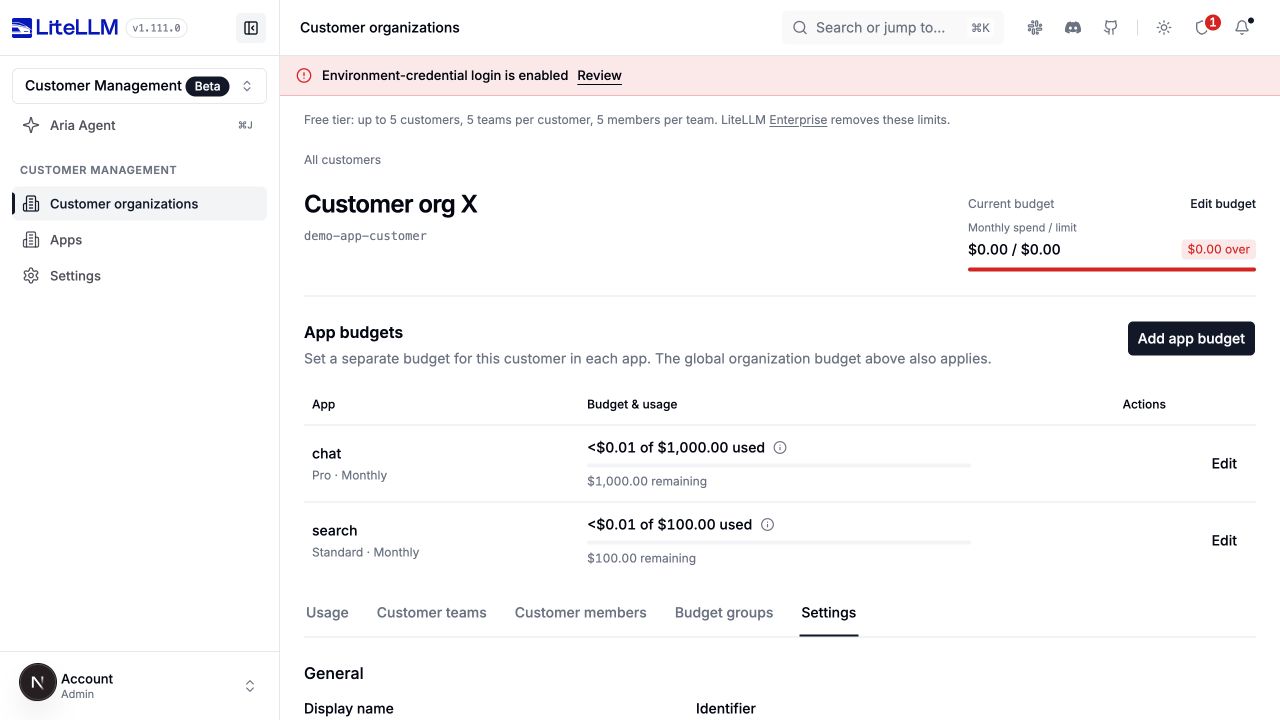 LiteLLM v1.111.0
Customer Management Beta
Aria Agent ⌘J
CUSTOMER MANAGEMENT
Customer organizations
Apps
Settings
N
Account
Admin
Customer organizations
Search or jump to... ⌘K
1
Environment-credential login is enabled Review
Free tier: up to 5 customers, 5 teams per customer, 5 members per team. LiteLLM Enterprise removes these limits.
All customers
Customer org X
demo-app-customer
Current budget Edit budget
Monthly spend / limit
$0.00 / $0.00 $0.00 over
App budgets
Set a separate budget for this customer in each app. The global organization budget above also applies.
Add app budget
App Budget & usage Actions
chat
Pro · Monthly
<$0.01 of $1,000.00 used
$1,000.00 remaining
Edit
search
Standard · Monthly
<$0.01 of $100.00 used
$100.00 remaining
Edit
Usage Customer teams Customer members Budget groups Settings
General
Display name Identifier